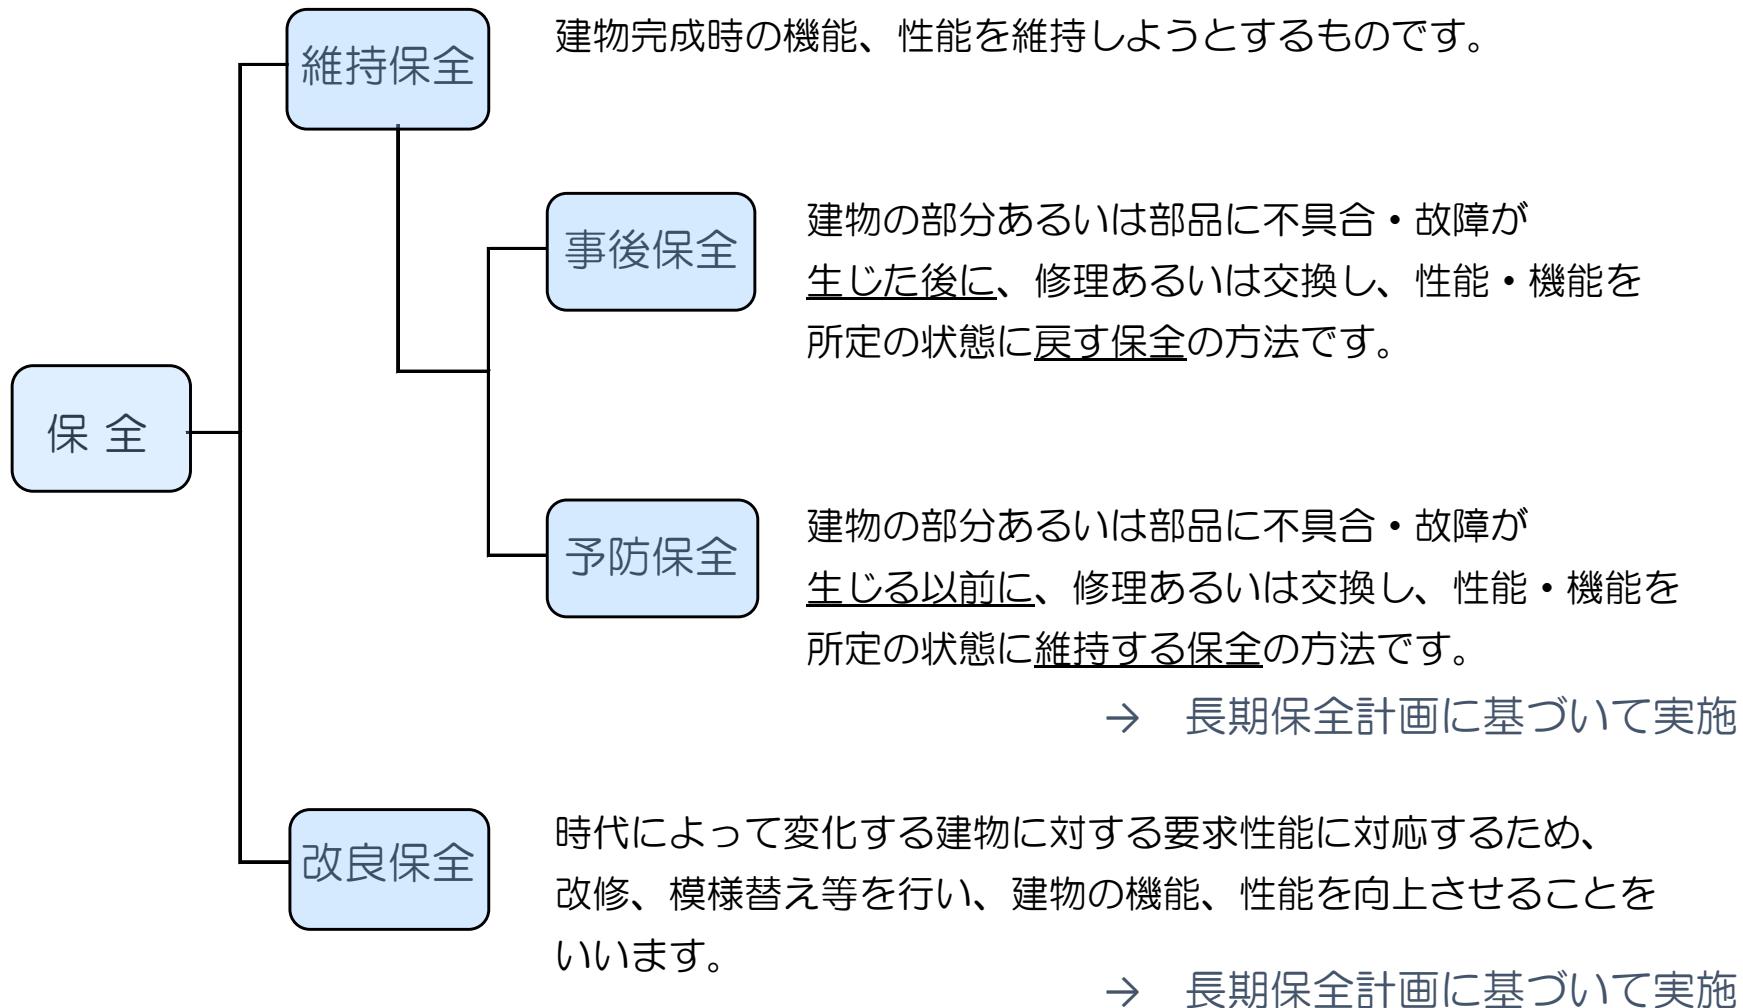 維持保全
建物完成時の機能、性能を維持しようとするものです。
事後保全
建物の部分あるいは部品に不具合・故障が
生じた後に、修理あるいは交換し、性能・機能を
所定の状態に戻す保全の方法です。
保 全
予防保全
建物の部分あるいは部品に不具合・故障が
生じる以前に、修理あるいは交換し、性能・機能を
所定の状態に維持する保全の方法です。
→ 長期保全計画に基づいて実施
改良保全
時代によって変化する建物に対する要求性能に対応するため、
改修、模様替え等を行い、建物の機能、性能を向上させることを
いいます。
→ 長期保全計画に基づいて実施